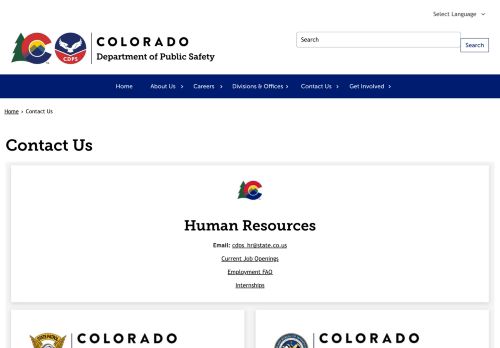 Select Language
CDPS
COLORADO
Department of Public Safety
Search
Search
Home About Us Careers Divisions & Offices Contact Us Get Involved
Home › Contact Us
Contact Us
Human Resources
Email: cdps_hr@state.co.us
Current Job Openings
Employment FAQ
Internships
STATE PATROL
COLORADO
COLORADO